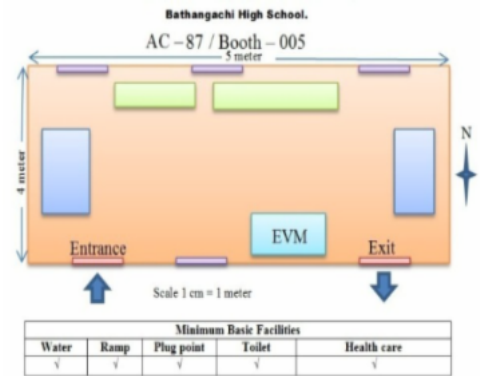 Bathangachi High School.
AC – 87 / Booth – 005
5 meter
4 meter
N
EVM
Entrance
Exit
Scale 1 cm = 1 meter
Minimum Basic Facilities
Water Ramp Plug point Toilet Health care
√ √ √ √ √